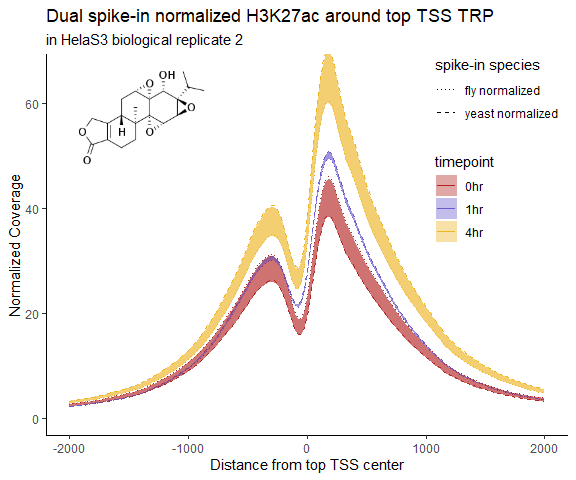 Dual spike-in normalized H3K27ac around top TSS TRP
in HelaS3 biological replicate 2
spike-in species
fly normalized
yeast normalized
timepoint
0hr
1hr
4hr
Normalized Coverage
60
40
20
0
-2000
-1000
0
1000
2000
Distance from top TSS center
O
OH
O
O
H
O
O